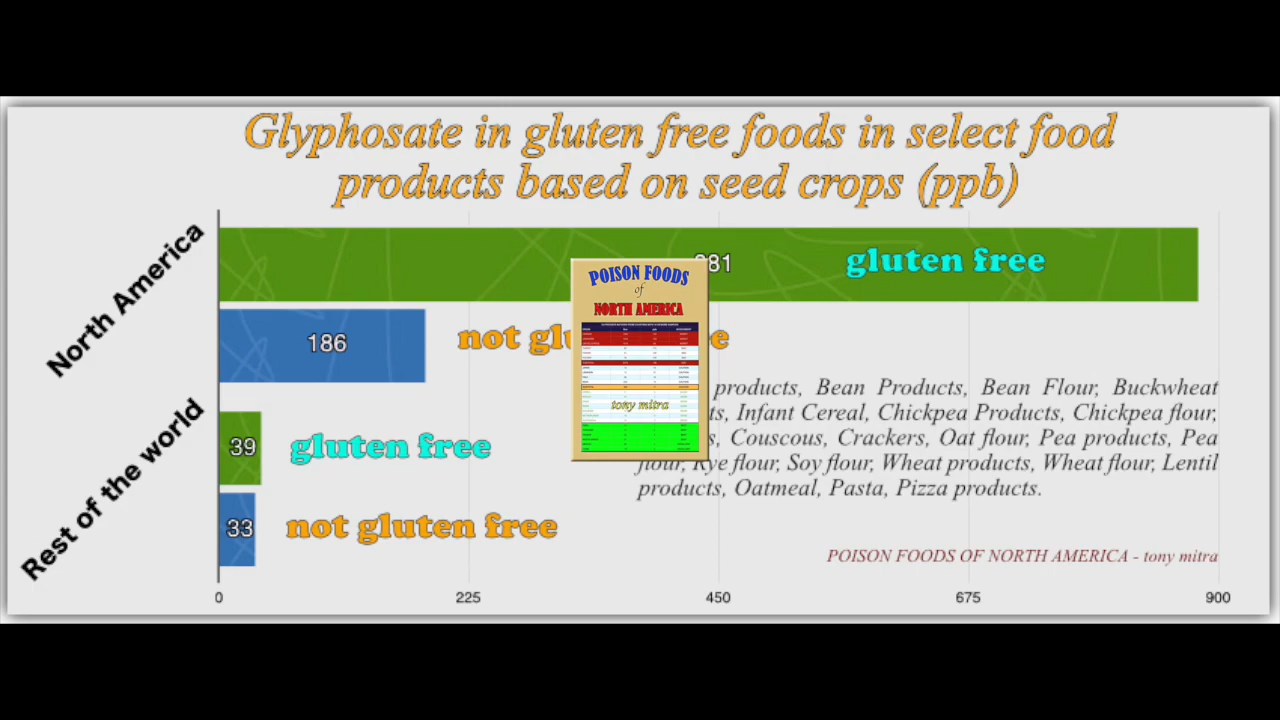 Glyphosate in gluten free foods in select food
products based on seed crops (ppb)
North America
81
gluten free
186
not
POISON FOODS
of
NORTH AMERICA
tony mitra
products, Bean Products, Bean Flour, Buckwheat
Infant Cereal, Chickpea Products, Chickpea flour,
Couscous, Crackers, Oat flour, Pea products, Pea
flour, Rye flour, Soy flour, Wheat products, Wheat flour, Lentil
products, Oatmeal, Pasta, Pizza products.
Rest of the world
39
gluten free
33
not gluten free
POISON FOODS OF NORTH AMERICA - tony mitra
0 225 450 675 900